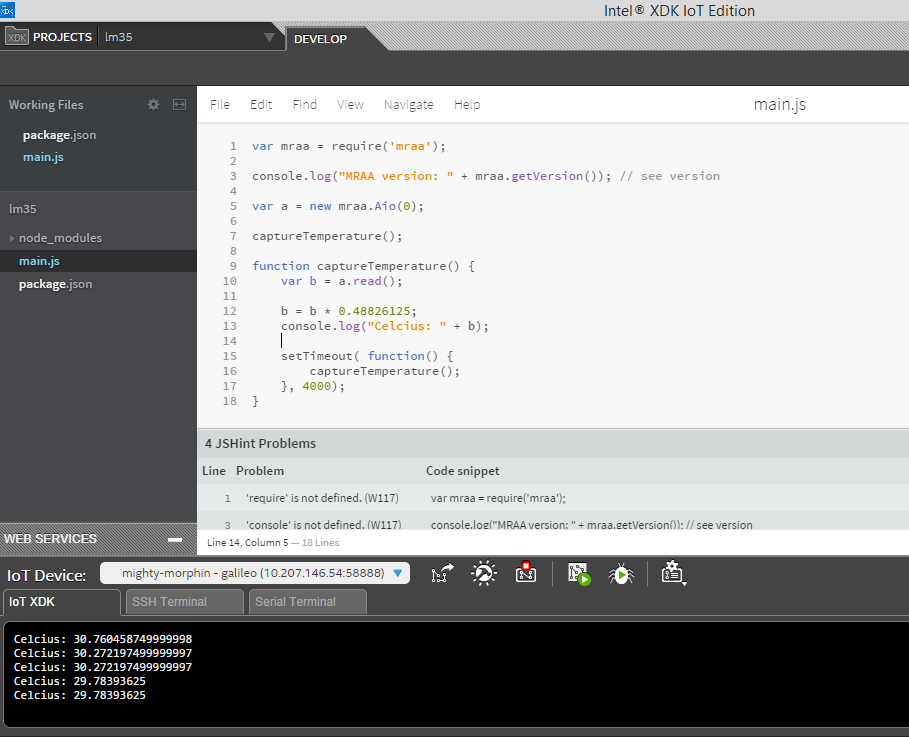 XDK
Intel® XDK IoT Edition
XDK PROJECTS lm35 DEVELOP
Working Files
package.json
main.js
lm35
node_modules
main.js
package.json
File Edit Find View Navigate Help main.js
1 var mraa = require('mraa');
2
3 console.log("MRAA version: " + mraa.getVersion()); // see version
4
5 var a = new mraa.Aio(0);
6
7 captureTemperature();
8
9 function captureTemperature() {
10 var b = a.read();
11
12 b = b * 0.48826125;
13 console.log("Celcius: " + b);
14
15 setTimeout( function() {
16 captureTemperature();
17 }, 4000);
18 }
4 JSHint Problems
Line Problem Code snippet
1 'require' is not defined. (W117) var mraa = require('mraa');
3 'console' is not defined. (W117) console.log("MRAA version: " + mraa.getVersion()); // see version
Line 14, Column 5 — 18 Lines
WEB SERVICES
IoT Device: mighty-morphin - galileo (10.207.146.54:58888)
IoT XDK SSH Terminal Serial Terminal
Celcius: 30.760458749999998
Celcius: 30.272197499999997
Celcius: 30.272197499999997
Celcius: 29.78393625
Celcius: 29.78393625